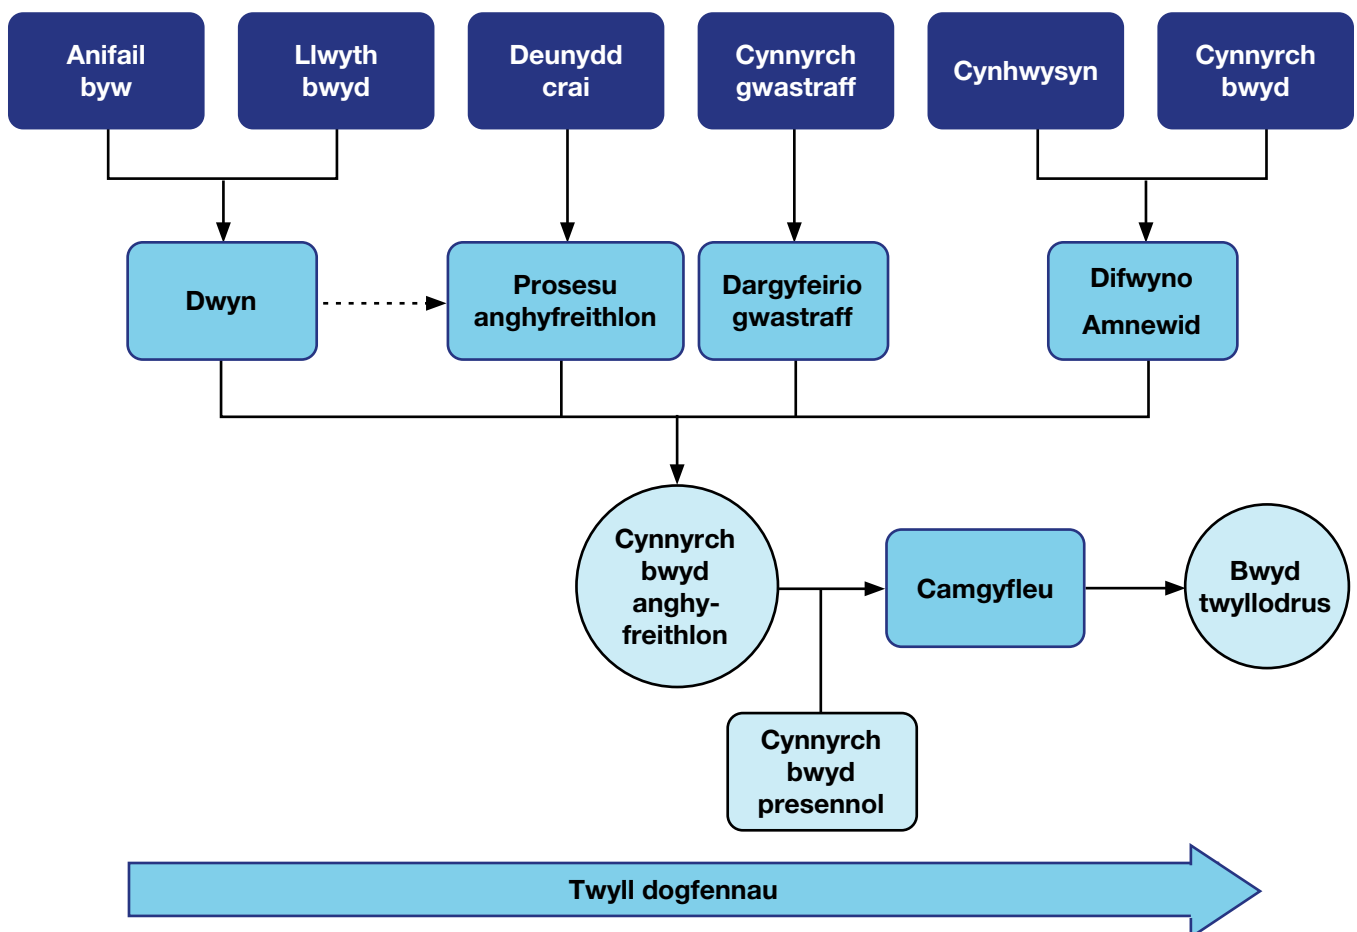 Anifail
byw
Llwyth
bwyd
Deunydd
crai
Cynnyrch
gwastraff
Cynhwysyn
Cynnyrch
bwyd
Dwyn
Prosesu
anghyfreithlon
Dargyfeirio
gwastraff
Difwyno
Amnewid
Cynnyrch
bwyd
anghy-
freithlon
Camgyfleu
Bwyd
twyllodrus
Cynnyrch
bwyd
presennol
Twyll dogfennau